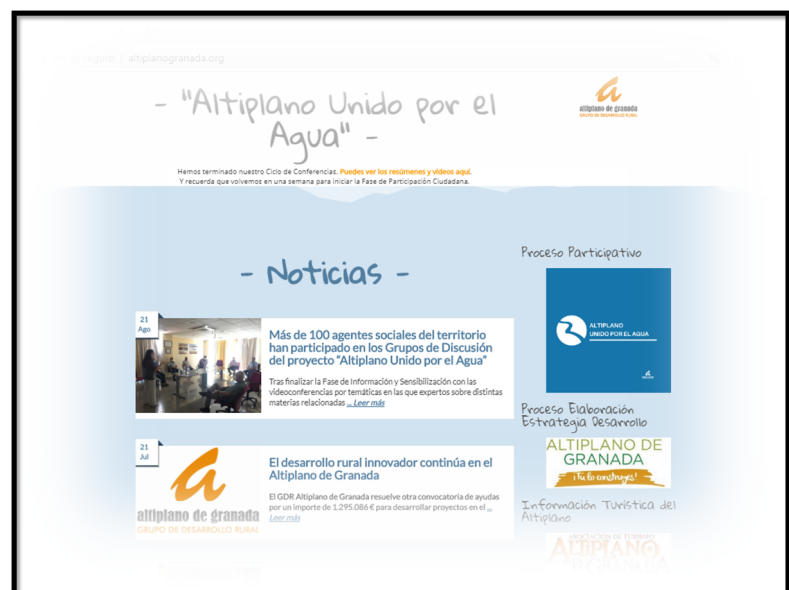 altiplanogranada.org
- "Altiplano Unido por el
Agua" -
altiplano de granada
GRUPO DE DESARROLLO RURAL
Hemos terminado nuestro Ciclo de Conferencias. Puedes ver los resúmenes y vídeos aquí.
Y recuerda que volvemos en una semana para iniciar la Fase de Participación Ciudadana.
- Noticias -
21
Ago
Más de 100 agentes sociales del territorio
han participado en los Grupos de Discusión
del proyecto “Altiplano Unido por el Agua”
Tras finalizar la Fase de Información y Sensibilización con las
videoconferencias por temáticas en las que expertos sobre distintas
materias relacionadas ... Leer más
21
Jul
altiplano de granada
GRUPO DE DESARROLLO RURAL
El desarrollo rural innovador continúa en el
Altiplano de Granada
El GDR Altiplano de Granada resuelve otra convocatoria de ayudas
por un importe de 1.295.086 € para desarrollar proyectos en el ...
Leer más
Proceso Participativo
ALTIPLANO
UNIDO POR EL AGUA
Proceso Elaboración
Estrategia Desarrollo
ALTIPLANO DE
GRANADA
¡Tú lo construyes!
Información Turística del
Altiplano
ASOCIACIÓN DE TURISMO
ALTIPLANO
DE GRANADA